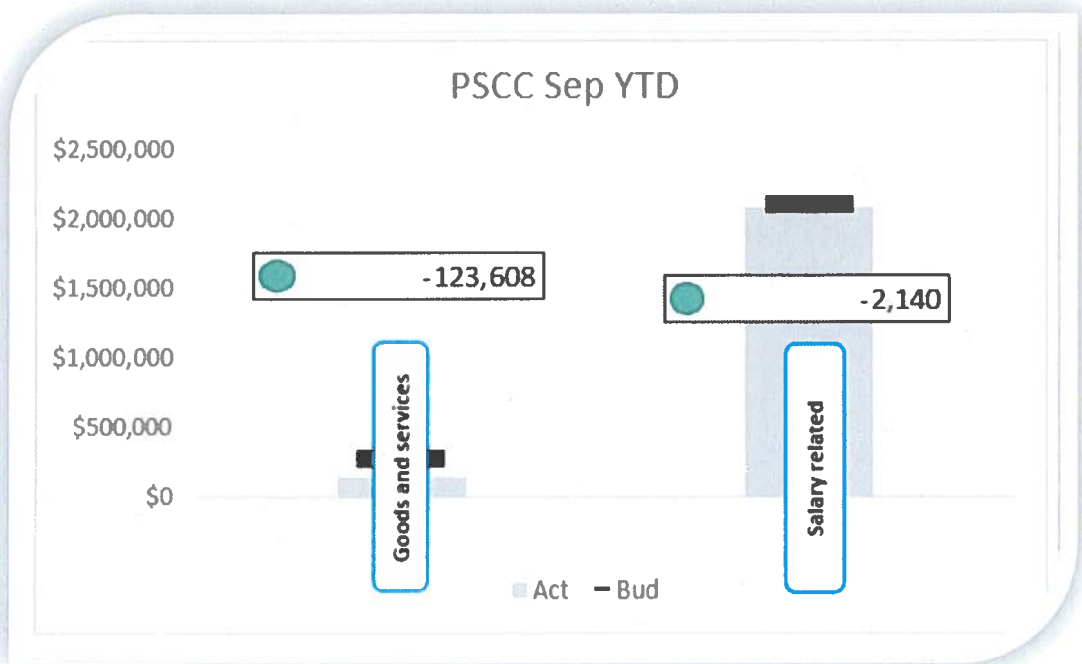 PSCC Sep YTD
$2,500,000
$2,000,000
$1,500,000
$1,000,000
$500,000
$0
-123,608
-2,140
Goods and services
Salary related
Act
Bud